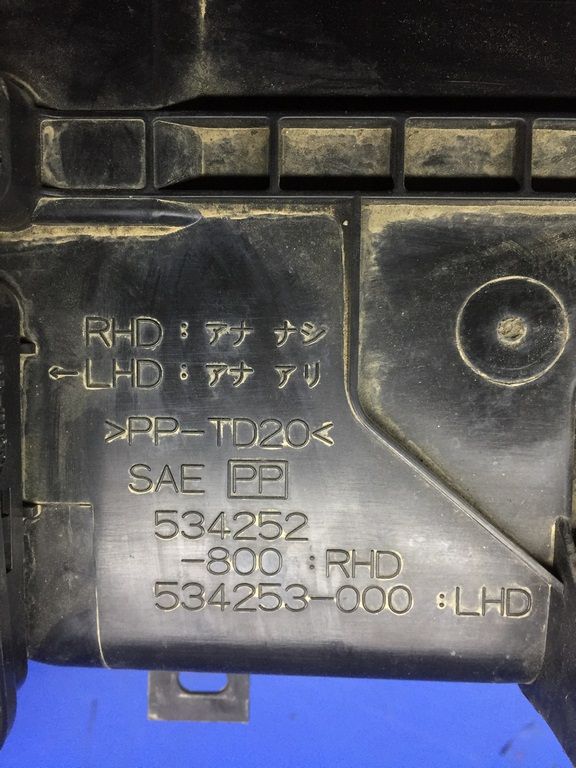 RHD : アナ ナシ
←LHD : アナ アリ
>PP-TD20<
SAE PP
534252
-800 : RHD
534253-000 : LHD